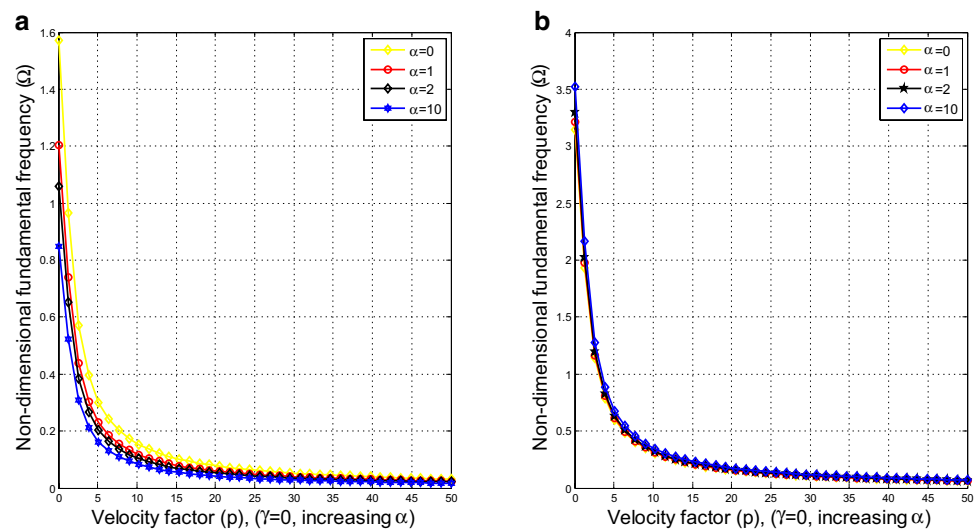 a
1.6
1.4
1.2
1
0.8
0.6
0.4
0.2
0
0 5 10 15 20 25 30 35 40 45 50
Non-dimensional fundamental frequency (Ω)
Velocity factor (p), (γ=0, increasing α)
α=0
α=1
α=2
α=10
b
4
3.5
3
2.5
2
1.5
1
0.5
0
0 5 10 15 20 25 30 35 40 45 50
Non-dimensional fundamental frequency (Ω)
Velocity factor (p), (γ=0, increasing α)
α=0
α=1
α=2
α=10